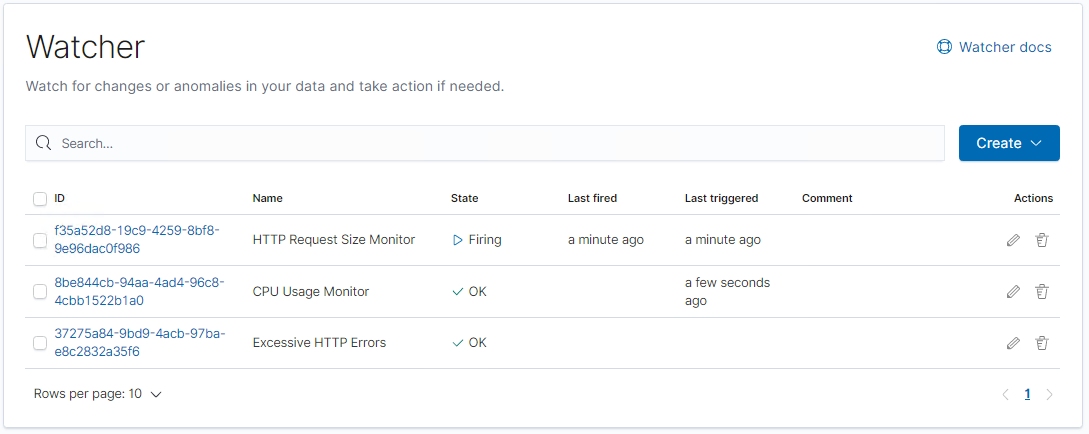 Watcher
Watcher docs
Watch for changes or anomalies in your data and take action if needed.
Search...
Create
ID Name State Last fired Last triggered Comment Actions
f35a52d8-19c9-4259-8bf8-
9e96dac0f986
HTTP Request Size Monitor
Firing
a minute ago
a minute ago
8be844cb-94aa-4ad4-96c8-
4cbb1522b1a0
CPU Usage Monitor
OK
a few seconds
ago
37275a84-9bd9-4acb-97ba-
e8c2832a35f6
Excessive HTTP Errors
OK
Rows per page: 10
1